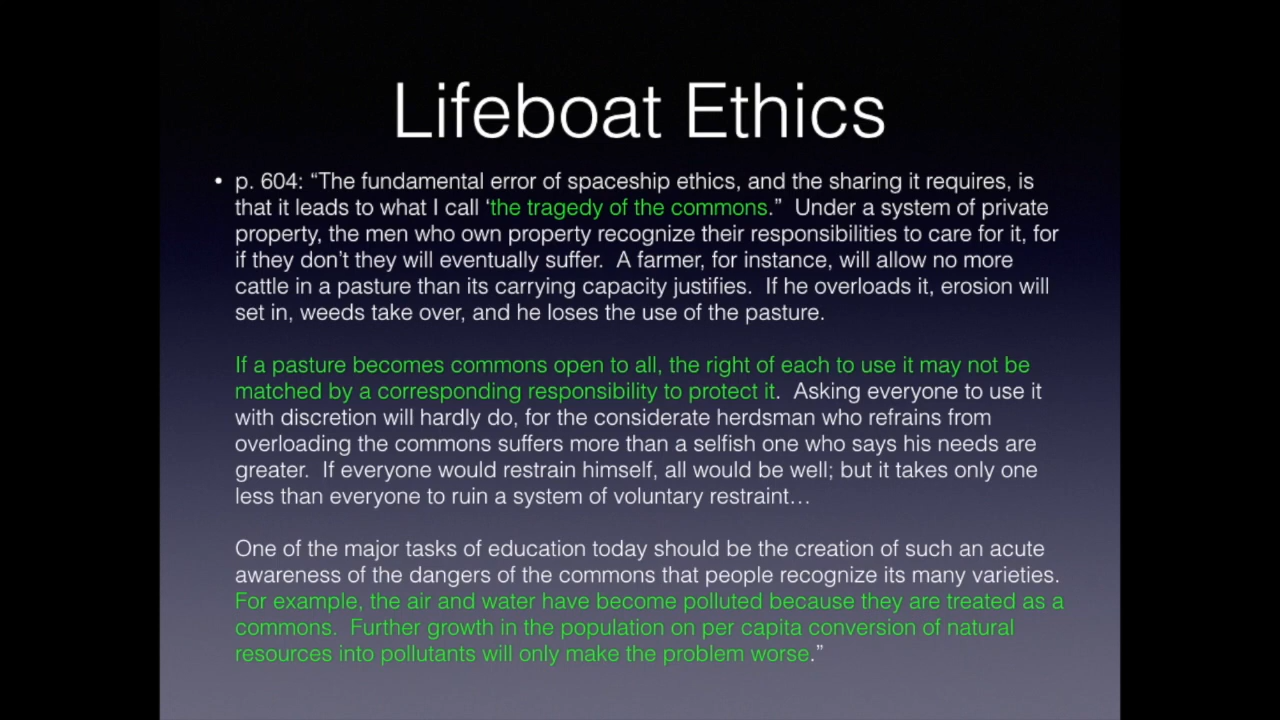 Lifeboat Ethics
• p. 604: “The fundamental error of spaceship ethics, and the sharing it requires, is
that it leads to what I call ‘the tragedy of the commons.”  Under a system of private
property, the men who own property recognize their responsibilities to care for it, for
if they don’t they will eventually suffer.  A farmer, for instance, will allow no more
cattle in a pasture than its carrying capacity justifies.  If he overloads it, erosion will
set in, weeds take over, and he loses the use of the pasture.
If a pasture becomes commons open to all, the right of each to use it may not be
matched by a corresponding responsibility to protect it.  Asking everyone to use it
with discretion will hardly do, for the considerate herdsman who refrains from
overloading the commons suffers more than a selfish one who says his needs are
greater.  If everyone would restrain himself, all would be well; but it takes only one
less than everyone to ruin a system of voluntary restraint…
One of the major tasks of education today should be the creation of such an acute
awareness of the dangers of the commons that people recognize its many varieties.
For example, the air and water have become polluted because they are treated as a
commons.  Further growth in the population on per capita conversion of natural
resources into pollutants will only make the problem worse.”